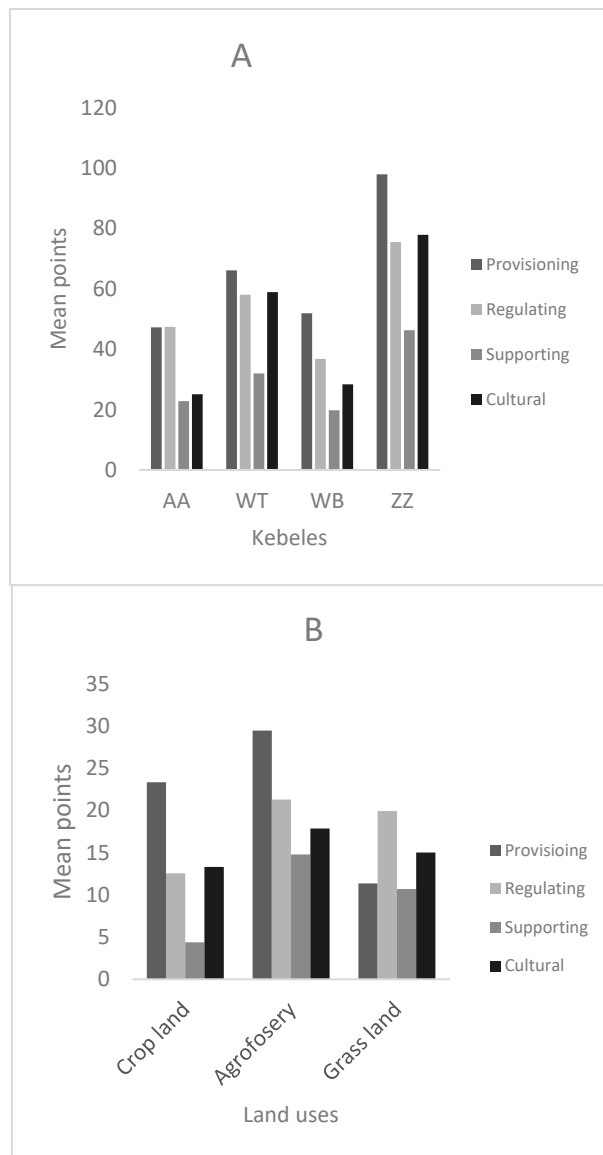 A
120
100
80
60
40
20
0
Mean points
AA WT WB ZZ
Kebeles
Provisioning
Regulating
Supporting
Cultural
B
35
30
25
20
15
10
5
0
Mean points
Crop land Agrofosery Grass land
Land uses
Provisioing
Regulating
Supporting
Cultural